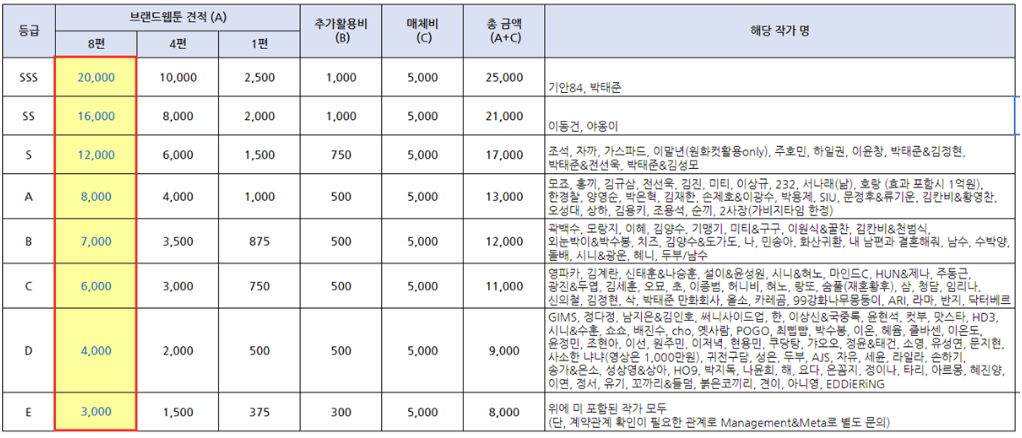 등급 브랜드웹툰 견적 (A) 추가활용비 (B) 매체비 (C) 총 금액 (A+C) 해당 작가 명
8편 4편 1편
SSS 20,000 10,000 2,500 1,000 5,000 25,000 기안84, 박태준
SS 16,000 8,000 2,000 1,000 5,000 21,000 이동건, 야옹이
S 12,000 6,000 1,500 750 5,000 17,000 조석, 자까, 가스파드, 이말년(원화컷활용only), 주호민, 하일권, 이윤창, 박태준&김정현,
박태준&전선욱, 박태준&김성모
A 8,000 4,000 1,000 500 5,000 13,000 모죠, 홍끼, 김규삼, 전선욱, 김진, 미티, 이상규, 232, 서나래(낢), 호랑 (효과 포함시 1억원),
한경찰, 양영순, 박은혁, 김재한, 손제호&이광수, 박용제, SIU, 문정후&류기운, 김칸비&황영찬,
오성대, 상하, 김용키, 조용석, 순끼, 2사장(가비지타임 한정)
B 7,000 3,500 875 500 5,000 12,000 곽백수, 모랑지, 이혜, 김양수, 기맹기, 미티&구구, 이원식&꿀찬, 김칸비&천범식,
외눈박이&박수봉, 치즈, 김양수&도가도, 나, 민송아, 화산귀환, 내 남편과 결혼해줘, 남수, 수박양,
돌배, 시니&광운, 혜니, 두부/남수
C 6,000 3,000 750 500 5,000 11,000 영파카, 김계란, 신태훈&나승훈, 설이&윤성원, 시니&혀노, 마인드C, HUN&제나, 주동근,
광진&두엽, 김세훈, 오묘, 초, 이종범, 허니비, 혀노, 랑또, 숨풀(재혼황후), 삼, 청담, 임리나,
신의철, 김정현, 삭, 박태준 만화회사, 올소, 카레곰, 99강화나무몽둥이, ARI, 라마, 반지, 닥터베르
D 4,000 2,000 500 500 5,000 9,000 GIMS, 정다정, 남지은&김인호, 써니사이드업, 한, 이상신&국중록, 윤현석, 컷부, 맛스타, HD3,
시니&수훈, 쇼쇼, 배진수, cho, 옛사람, POGO, 최삡뺩, 박수봉, 이온, 혜윰, 즐바센, 이온도,
윤정민, 조현아, 이선, 원주민, 이저녁, 현용민, 쿠당탕, 갸오오, 정윤&태건, 소영, 유성연, 문지현,
사소한 냐냐(영상은 1,000만원), 귀전구담, 성은, 두부, AJS, 자유, 세윤, 라일라, 손하기,
송가&은소, 성상영&상아, HO9, 박지독, 나윤희, 해, 요다, 은꼼지, 정이나, 타리, 아르몽, 혜진양,
이연, 정서, 유기, 꼬까리&들덤, 붉은코끼리, 견이, 아니영, EDDiERiNG
E 3,000 1,500 375 300 5,000 8,000 위에 미 포함된 작가 모두
(단, 계약관계 확인이 필요한 관계로 Management&Meta로 별도 문의)